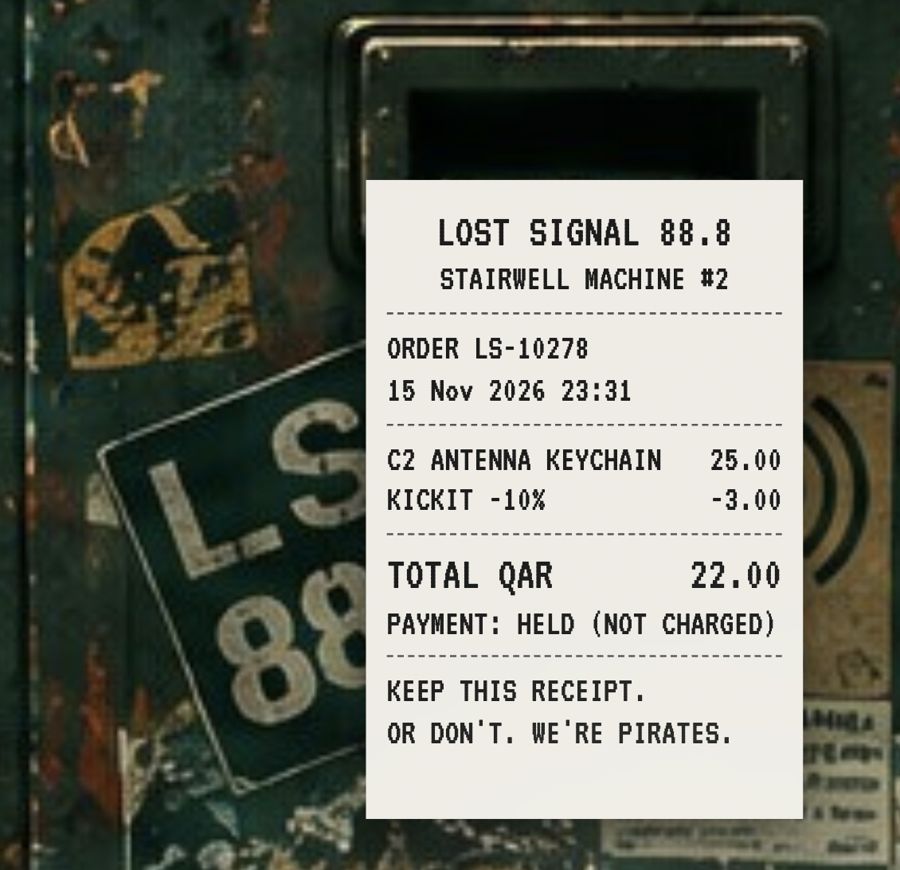 LOST SIGNAL 88.8
STAIRWELL MACHINE #2
ORDER LS-10278
15 Nov 2026 23:31
C2 ANTENNA KEYCHAIN 25.00
KICKIT -10% -3.00
TOTAL QAR 22.00
PAYMENT: HELD (NOT CHARGED)
KEEP THIS RECEIPT.
OR DON'T. WE'RE PIRATES.
LS
88